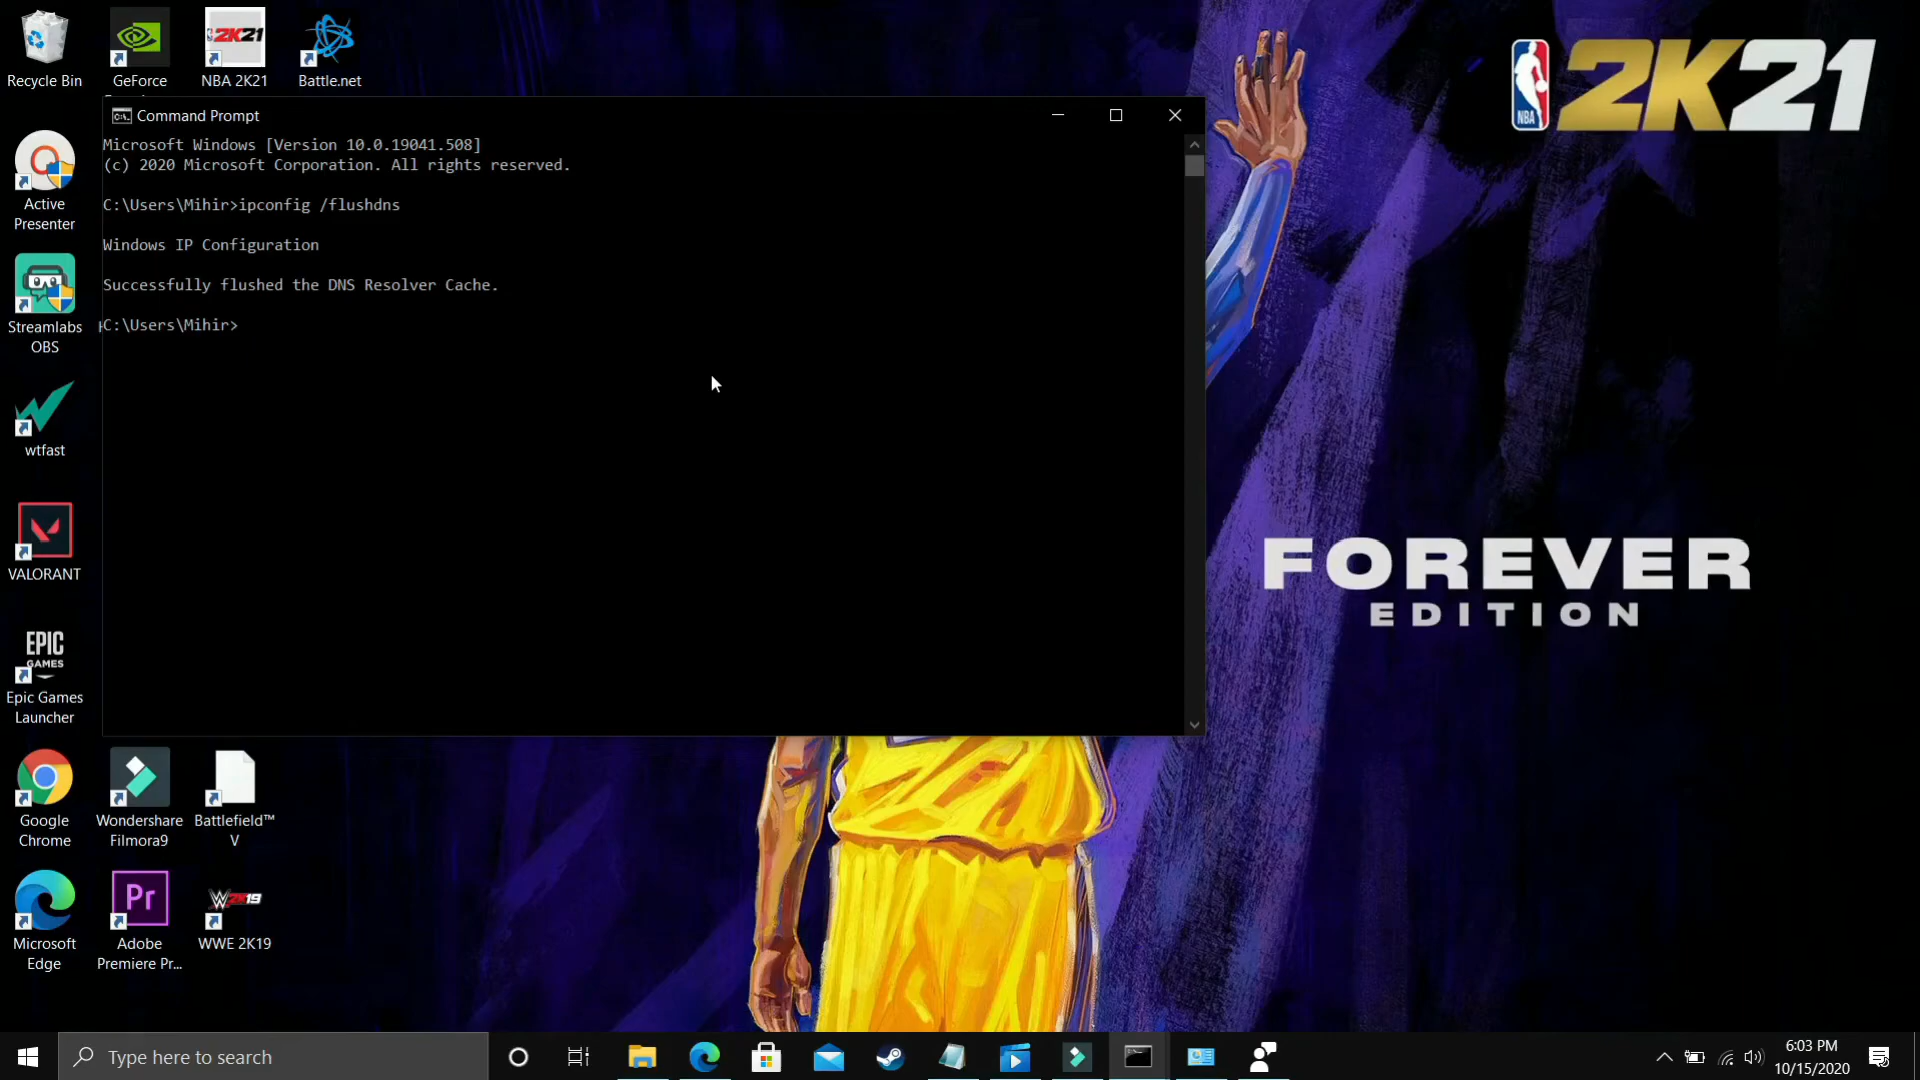 Recycle Bin
GeForce
NBA 2K21
Battle.net
NBA
2K21
Command Prompt
Microsoft Windows [Version 10.0.19041.508]
(c) 2020 Microsoft Corporation. All rights reserved.
C:\Users\Mihir>ipconfig /flushdns
Windows IP Configuration
Successfully flushed the DNS Resolver Cache.
C:\Users\Mihir>
Active
Presenter
Streamlabs
OBS
wtfast
VALORANT
EPIC
GAMES
Epic Games
Launcher
FOREVER
EDITION
Google
Chrome
Wondershare
Filmora9
Battlefield™
V
Microsoft
Edge
Pr
Adobe
Premiere Pr...
W2K19
WWE 2K19
Type here to search
6:03 PM
10/15/2020